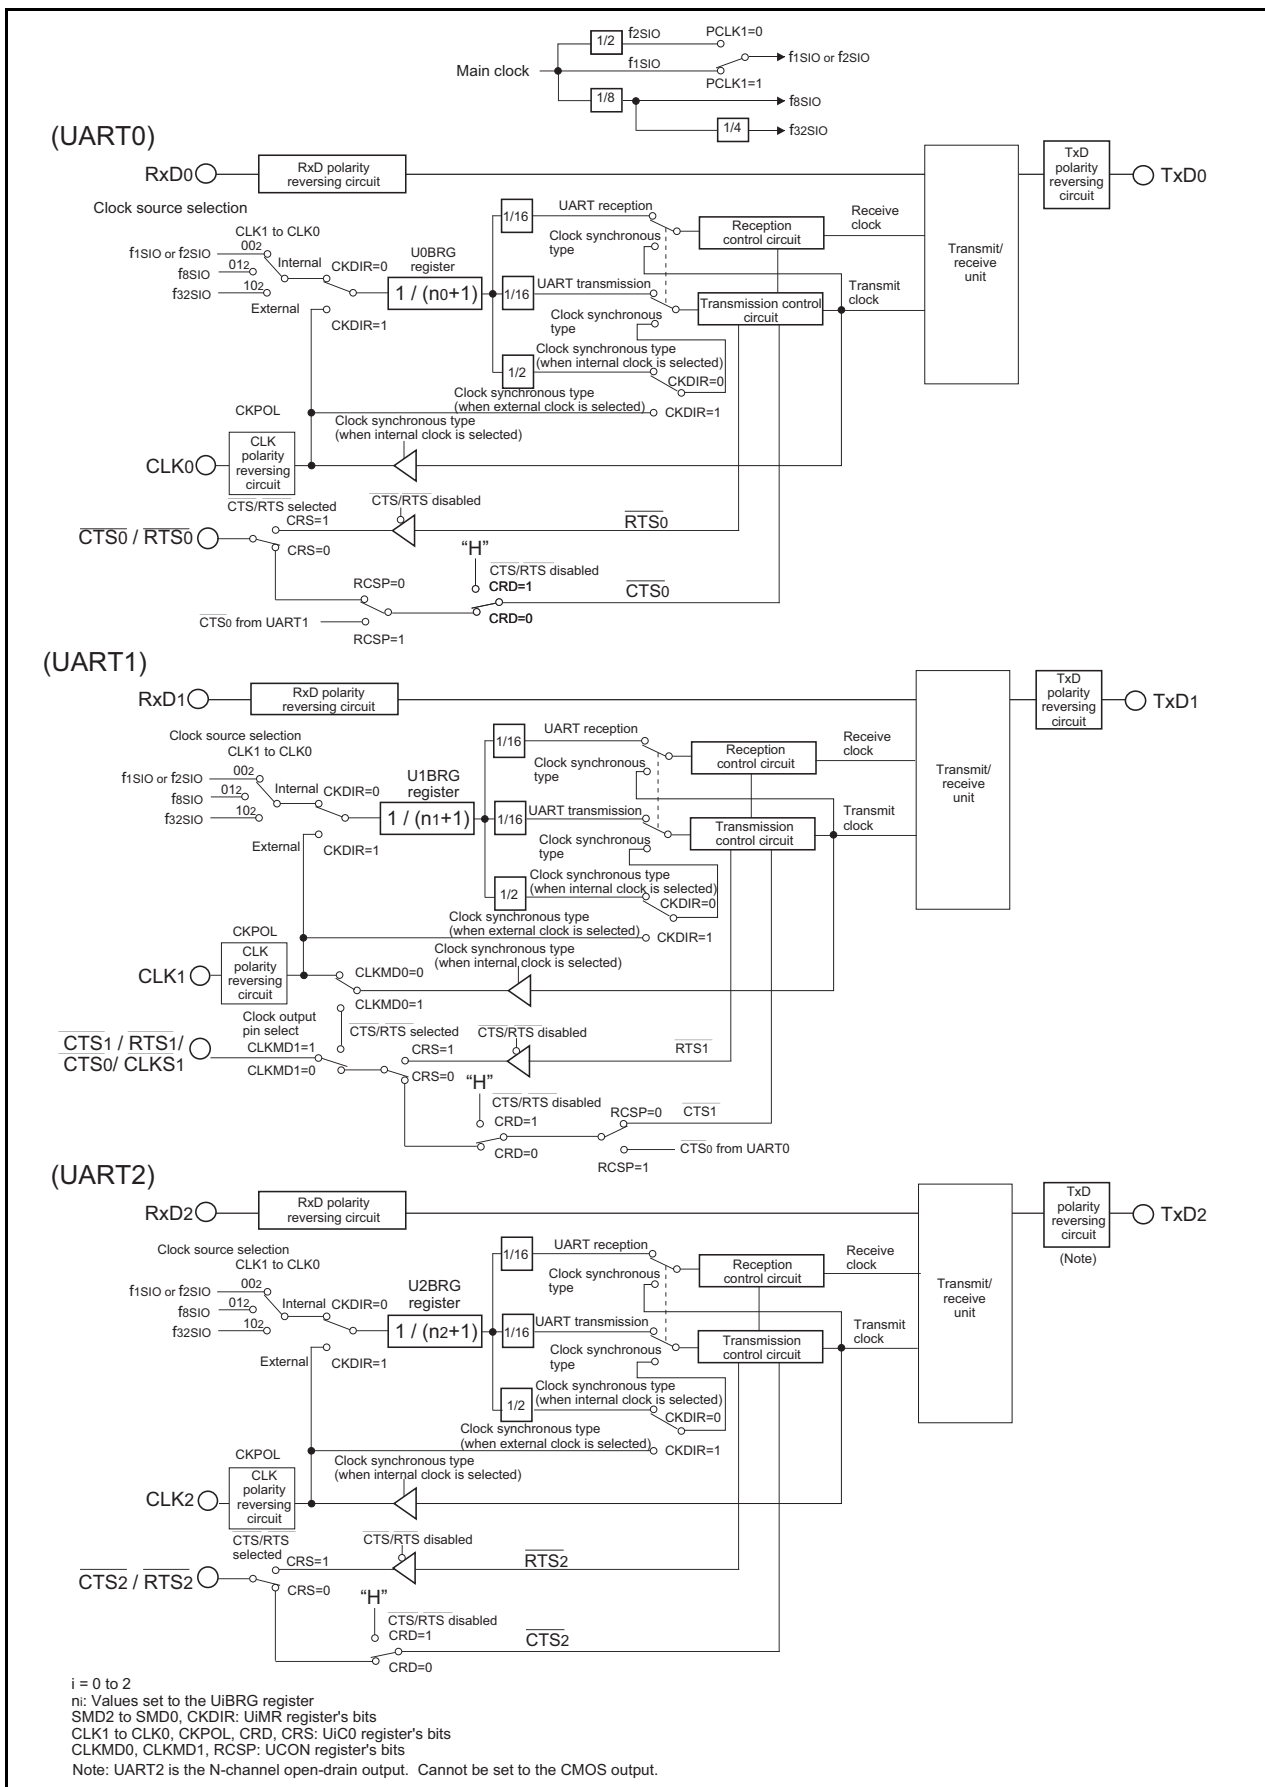 f2SIO PCLK1=0
1/2
f1SIO f1SIO or f2SIO
Main clock
PCLK1=1
1/8 f8SIO
1/4 f32SIO
(UART0)
RxD0 RxD polarity
reversing circuit
TxD
polarity
reversing
circuit
TxD0
Clock source selection
CLK1 to CLK0
f1SIO or f2SIO 002
f8SIO 012
f32SIO 102
Internal CKDIR=0
External CKDIR=1
U0BRG
register
1 / (n0+1)
1/16 UART reception
Clock synchronous
type
Reception
control circuit
Receive
clock
Transmit/
receive
unit
1/16 UART transmission
Clock synchronous
type
Transmission control
circuit
Transmit
clock
1/2 Clock synchronous type
(when internal clock is selected)
CKDIR=0
Clock synchronous type
(when external clock is selected) CKDIR=1
CKPOL
CLK0 CLK
polarity
reversing
circuit
Clock synchronous type
(when internal clock is selected)
CTS/RTS selected
CRS=1
CTS/RTS disabled
RTS0
CTS0 / RTS0
CRS=0
“H”
CTS/RTS disabled
RCSP=0
CRD=1
CTS0
CRD=0
CTS0 from UART1
RCSP=1
(UART1)
RxD1 RxD polarity
reversing circuit
TxD
polarity
reversing
circuit
TxD1
Clock source selection
CLK1 to CLK0
f1SIO or f2SIO 002
f8SIO 012
f32SIO 102
Internal CKDIR=0
External CKDIR=1
U1BRG
register
1 / (n1+1)
1/16 UART reception
Clock synchronous
type
Reception
control circuit
Receive
clock
Transmit/
receive
unit
1/16 UART transmission
Clock synchronous
type
Transmission
control circuit
Transmit
clock
1/2 Clock synchronous type
(when internal clock is selected)
CKDIR=0
Clock synchronous type
(when external clock is selected) CKDIR=1
CKPOL
CLK1 CLK
polarity
reversing
circuit
Clock synchronous type
(when internal clock is selected)
CLKMD0=0
CLKMD0=1
Clock output
pin select
CTS1 / RTS1/
CTS0/ CLKS1
CLKMD1=1
CLKMD1=0
CTS/RTS selected
CRS=1
CRS=0
CTS/RTS disabled
RTS1
“H”
CTS/RTS disabled
CRD=1
CRD=0
RCSP=0 CTS1
CTS0 from UART0
RCSP=1
(UART2)
RxD2 RxD polarity
reversing circuit
TxD
polarity
reversing
circuit
(Note)
TxD2
Clock source selection
CLK1 to CLK0
f1SIO or f2SIO 002
f8SIO 012
f32SIO 102
Internal CKDIR=0
External CKDIR=1
U2BRG
register
1 / (n2+1)
1/16 UART reception
Clock synchronous
type
Reception
control circuit
Receive
clock
Transmit/
receive
unit
1/16 UART transmission
Clock synchronous
type
Transmission
control circuit
Transmit
clock
1/2 Clock synchronous type
(when internal clock is selected)
CKDIR=0
Clock synchronous type
(when external clock is selected) CKDIR=1
CKPOL
CLK2 CLK
polarity
reversing
circuit
Clock synchronous type
(when internal clock is selected)
CTS/RTS
selected
CRS=1
CTS/RTS disabled
RTS2
CTS2 / RTS2
CRS=0
“H”
CTS/RTS disabled
CRD=1
CTS2
CRD=0
i = 0 to 2
ni: Values set to the UiBRG register
SMD2 to SMD0, CKDIR: UiMR register's bits
CLK1 to CLK0, CKPOL, CRD, CRS: UiC0 register's bits
CLKMD0, CLKMD1, RCSP: UCON register's bits
Note: UART2 is the N-channel open-drain output. Cannot be set to the CMOS output.